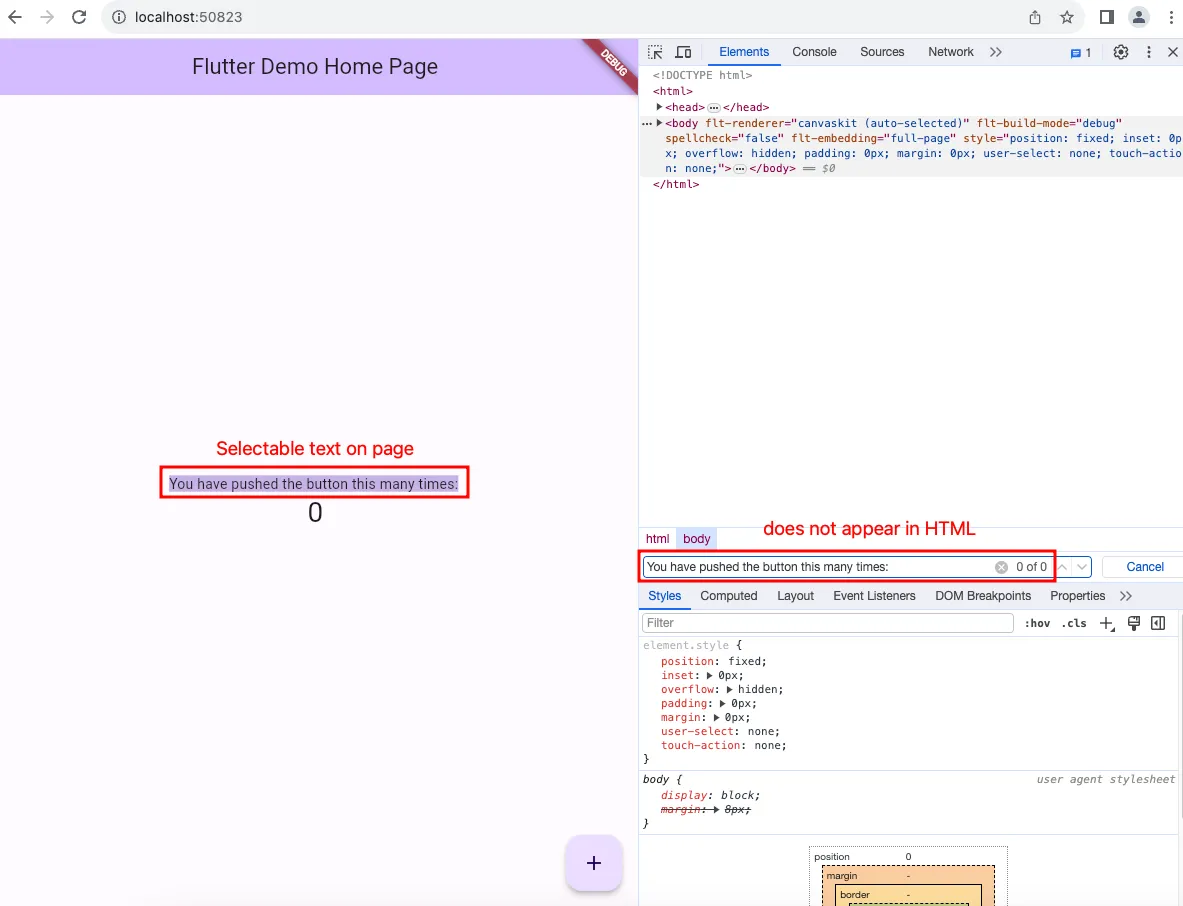 localhost:50823
Flutter Demo Home Page
DEBUG
Selectable text on page
You have pushed the button this many times:
0
+
Elements Console Sources Network 1
<!DOCTYPE html>
<html>
<head> … </head>
<body flt-renderer="canvaskit (auto-selected)" flt-build-mode="debug"
spellcheck="false" flt-embedding="full-page" style="position: fixed; inset: 0p
x; overflow: hidden; padding: 0px; margin: 0px; user-select: none; touch-actio
n: none;"> … </body> == $0
</html>
does not appear in HTML
html body
You have pushed the button this many times: 0 of 0 Cancel
Styles Computed Layout Event Listeners DOM Breakpoints Properties
Filter :hov .cls
element.style {
position: fixed;
inset: 0px;
overflow: hidden;
padding: 0px;
margin: 0px;
user-select: none;
touch-action: none;
}
body { user agent stylesheet
display: block;
margin: 8px;
}
position 0
margin -
border -